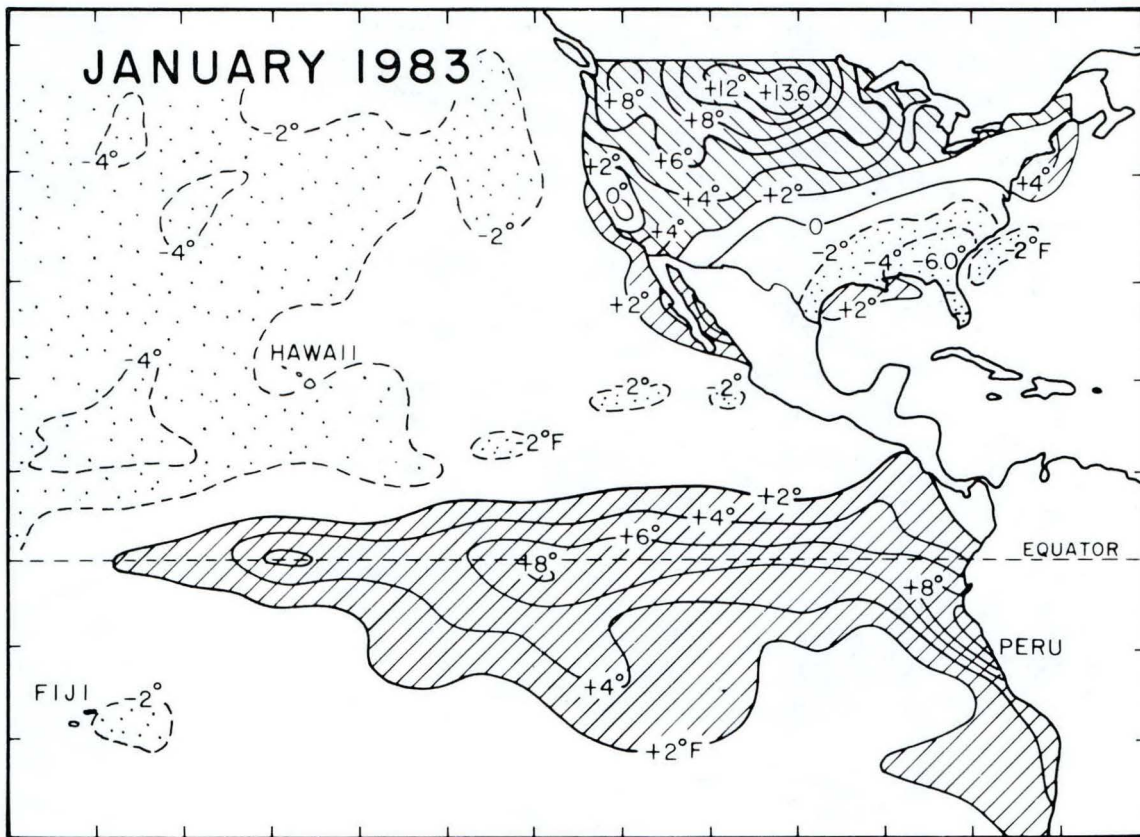 JANUARY 1983
+8° +12° +13.6
-2° +8°
-4° +6°
+2° +4° +2° +4°
0°
-4° -2° +4° 0 -2° -4° -6.0° -2°F
+2° +2°
-4° HAWAII
-2° -2°
-2°F
+2°
+4°
+6°
+8° EQUATOR
+8°
PERU
+4°
FIJI -2°
+2°F